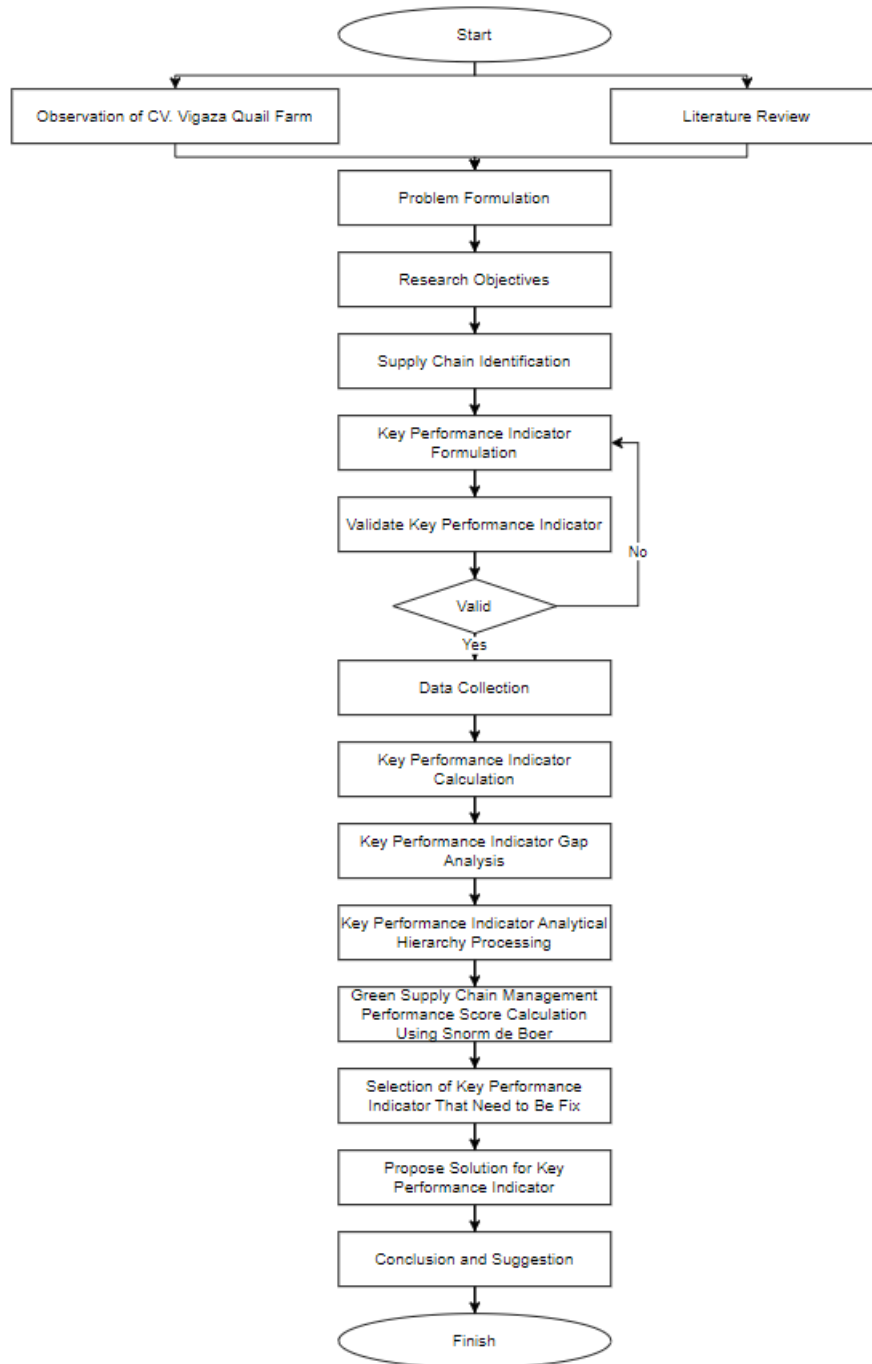 Start
Observation of CV. Vigaza Quail Farm
Literature Review
Problem Formulation
Research Objectives
Supply Chain Identification
Key Performance Indicator
Formulation
Validate Key Performance Indicator
No
Valid
Yes
Data Collection
Key Performance Indicator
Calculation
Key Performance Indicator Gap
Analysis
Key Performance Indicator Analytical
Hierarchy Processing
Green Supply Chain Management
Performance Score Calculation
Using Snorm de Boer
Selection of Key Performance
Indicator That Need to Be Fix
Propose Solution for Key
Performance Indicator
Conclusion and Suggestion
Finish